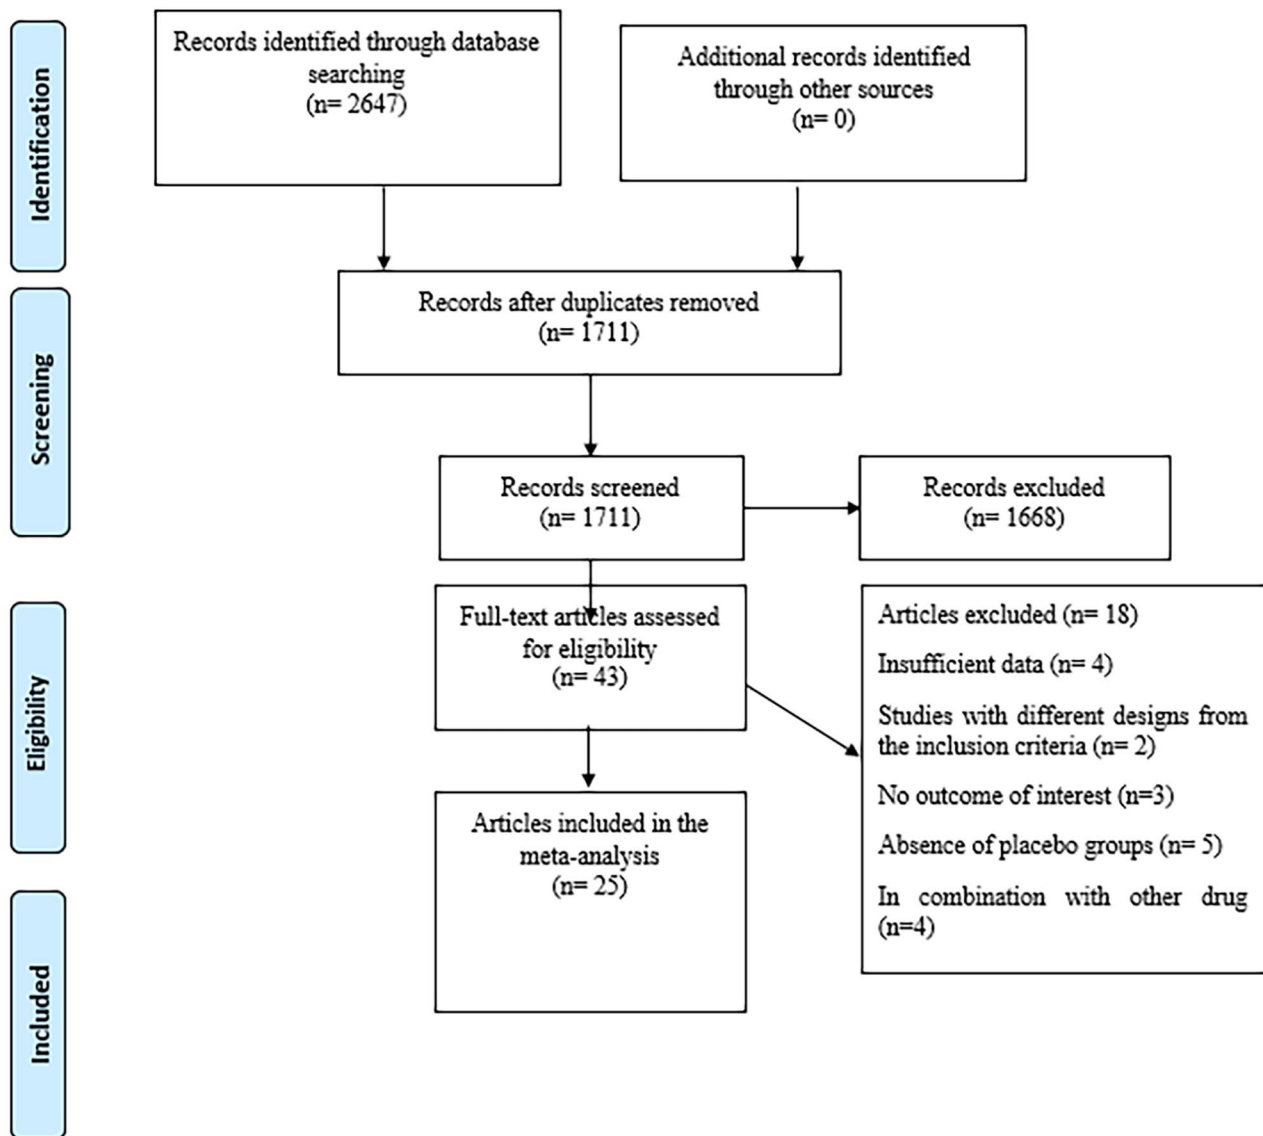 Identification
Records identified through database
searching
(n= 2647)
Additional records identified
through other sources
(n= 0)
Screening
Records after duplicates removed
(n= 1711)
Records screened
(n= 1711)
Records excluded
(n= 1668)
Eligibility
Full-text articles assessed
for eligibility
(n= 43)
Articles excluded (n= 18)
Insufficient data (n= 4)
Studies with different designs from
the inclusion criteria (n= 2)
No outcome of interest (n=3)
Absence of placebo groups (n= 5)
In combination with other drug
(n=4)
Included
Articles included in the
meta-analysis
(n= 25)